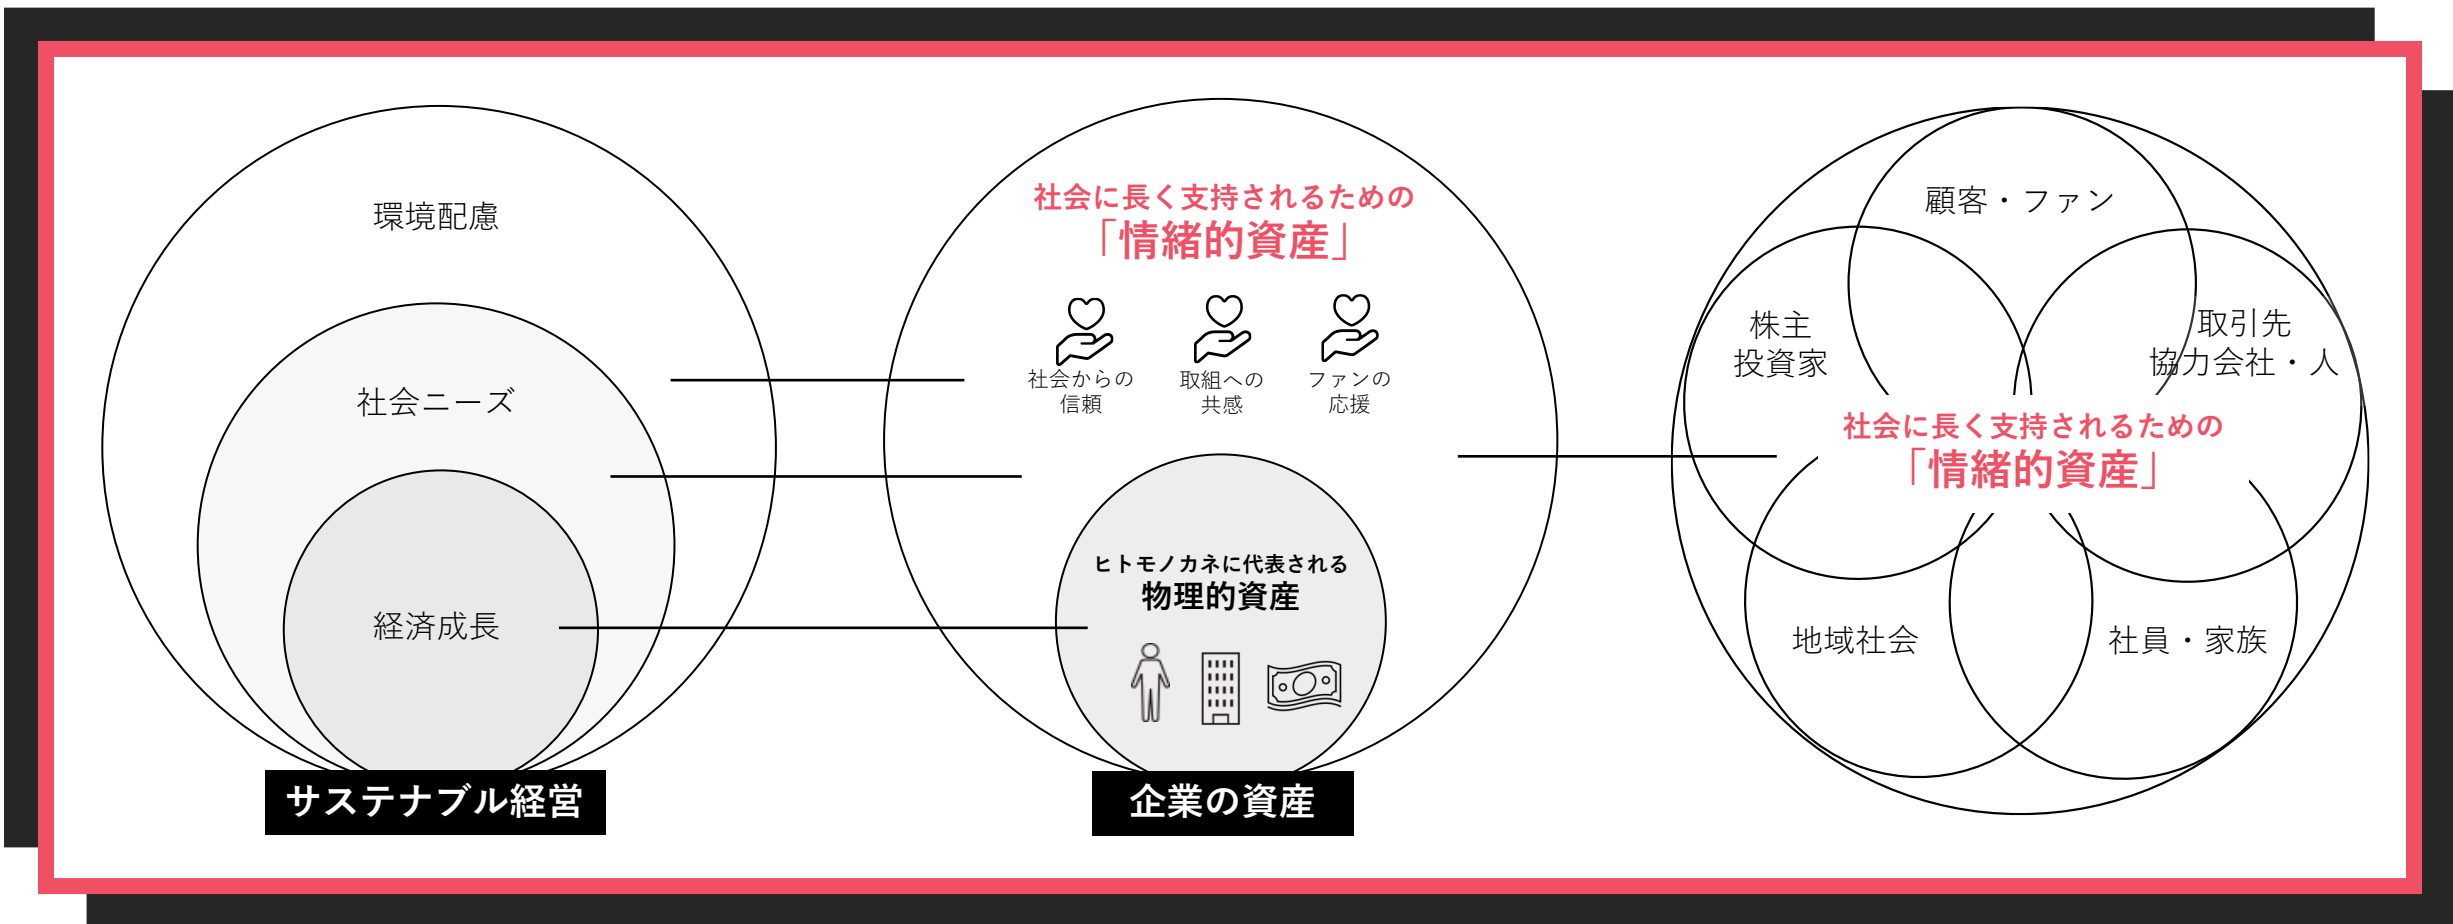 環境配慮
社会ニーズ
経済成長
サステナブル経営
社会に長く支持されるための
「情緒的資産」
社会からの
信頼
取組への
共感
ファンの
応援
ヒトモノカネに代表される
物理的資産
企業の資産
顧客・ファン
株主
投資家
取引先
協力会社・人
社会に長く支持されるための
「情緒的資産」
地域社会
社員・家族